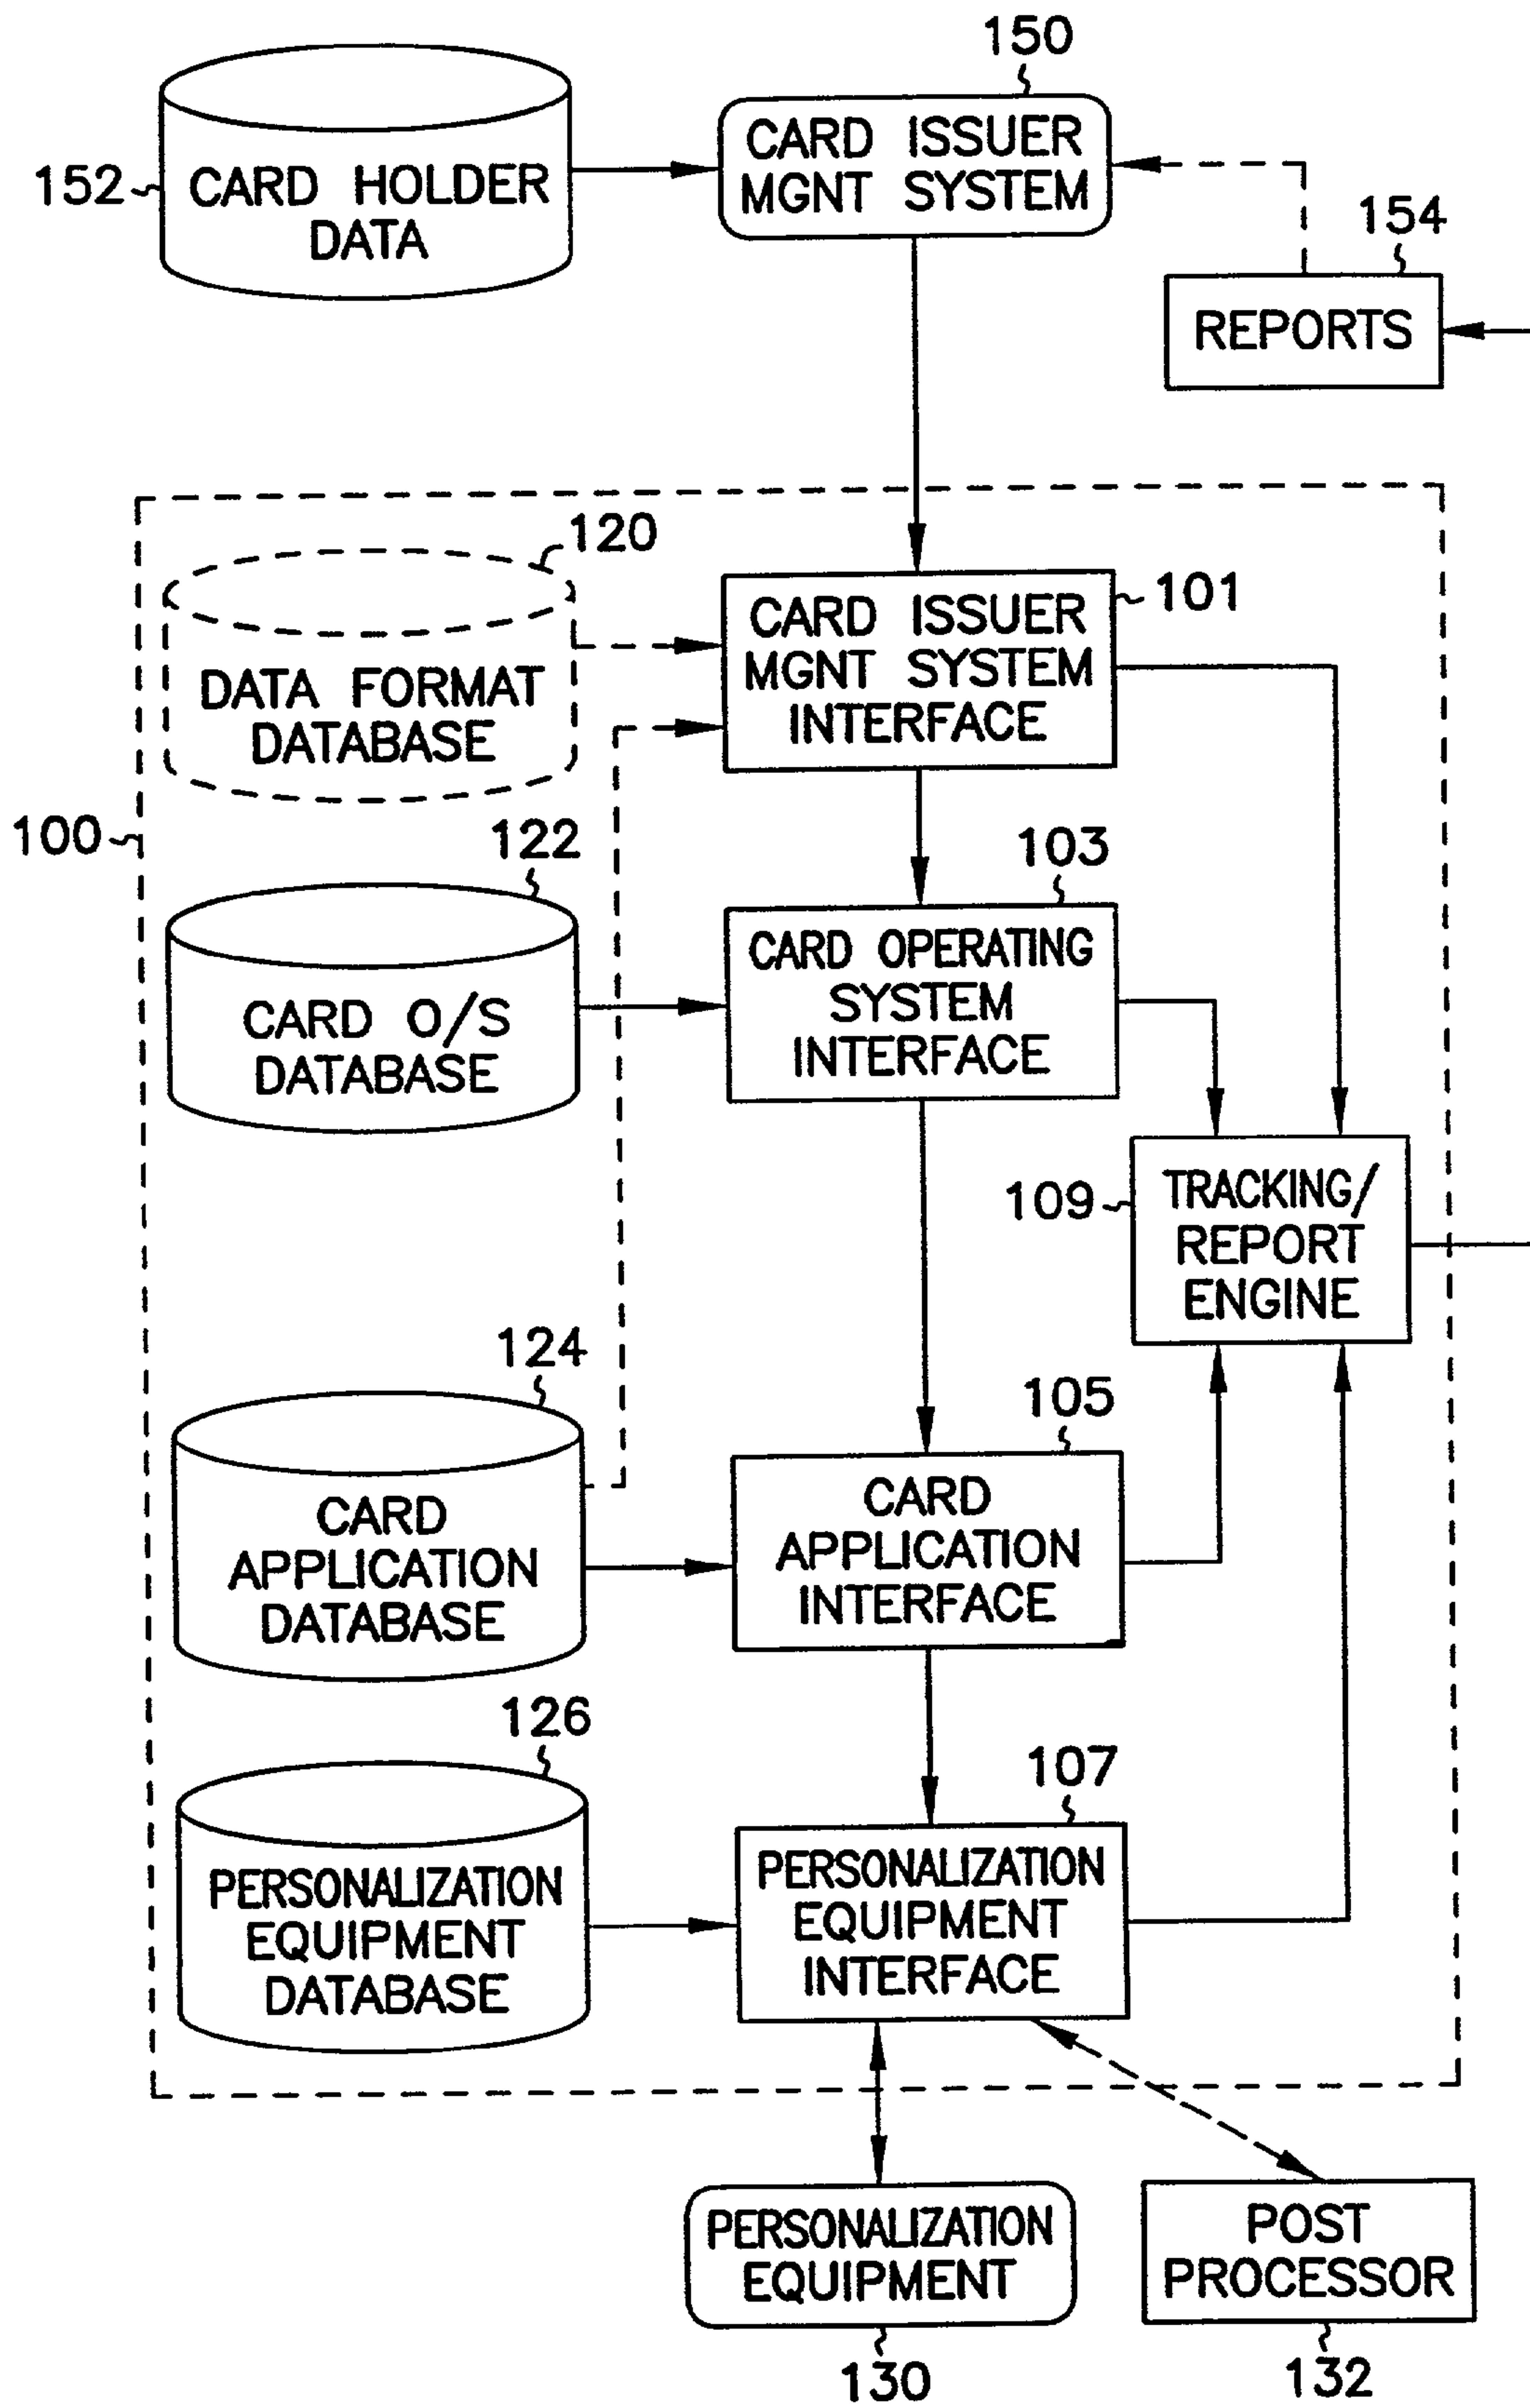 150
CARD ISSUER
MGNT SYSTEM
152
CARD HOLDER
DATA
154
REPORTS
120
DATA FORMAT
DATABASE
CARD ISSUER
MGNT SYSTEM
INTERFACE
101
100
122
CARD O/S
DATABASE
103
CARD OPERATING
SYSTEM
INTERFACE
109
TRACKING/
REPORT
ENGINE
124
CARD
APPLICATION
DATABASE
105
CARD
APPLICATION
INTERFACE
126
PERSONALIZATION
EQUIPMENT
DATABASE
107
PERSONALIZATION
EQUIPMENT
INTERFACE
PERSONALIZATION
EQUIPMENT
130
POST
PROCESSOR
132